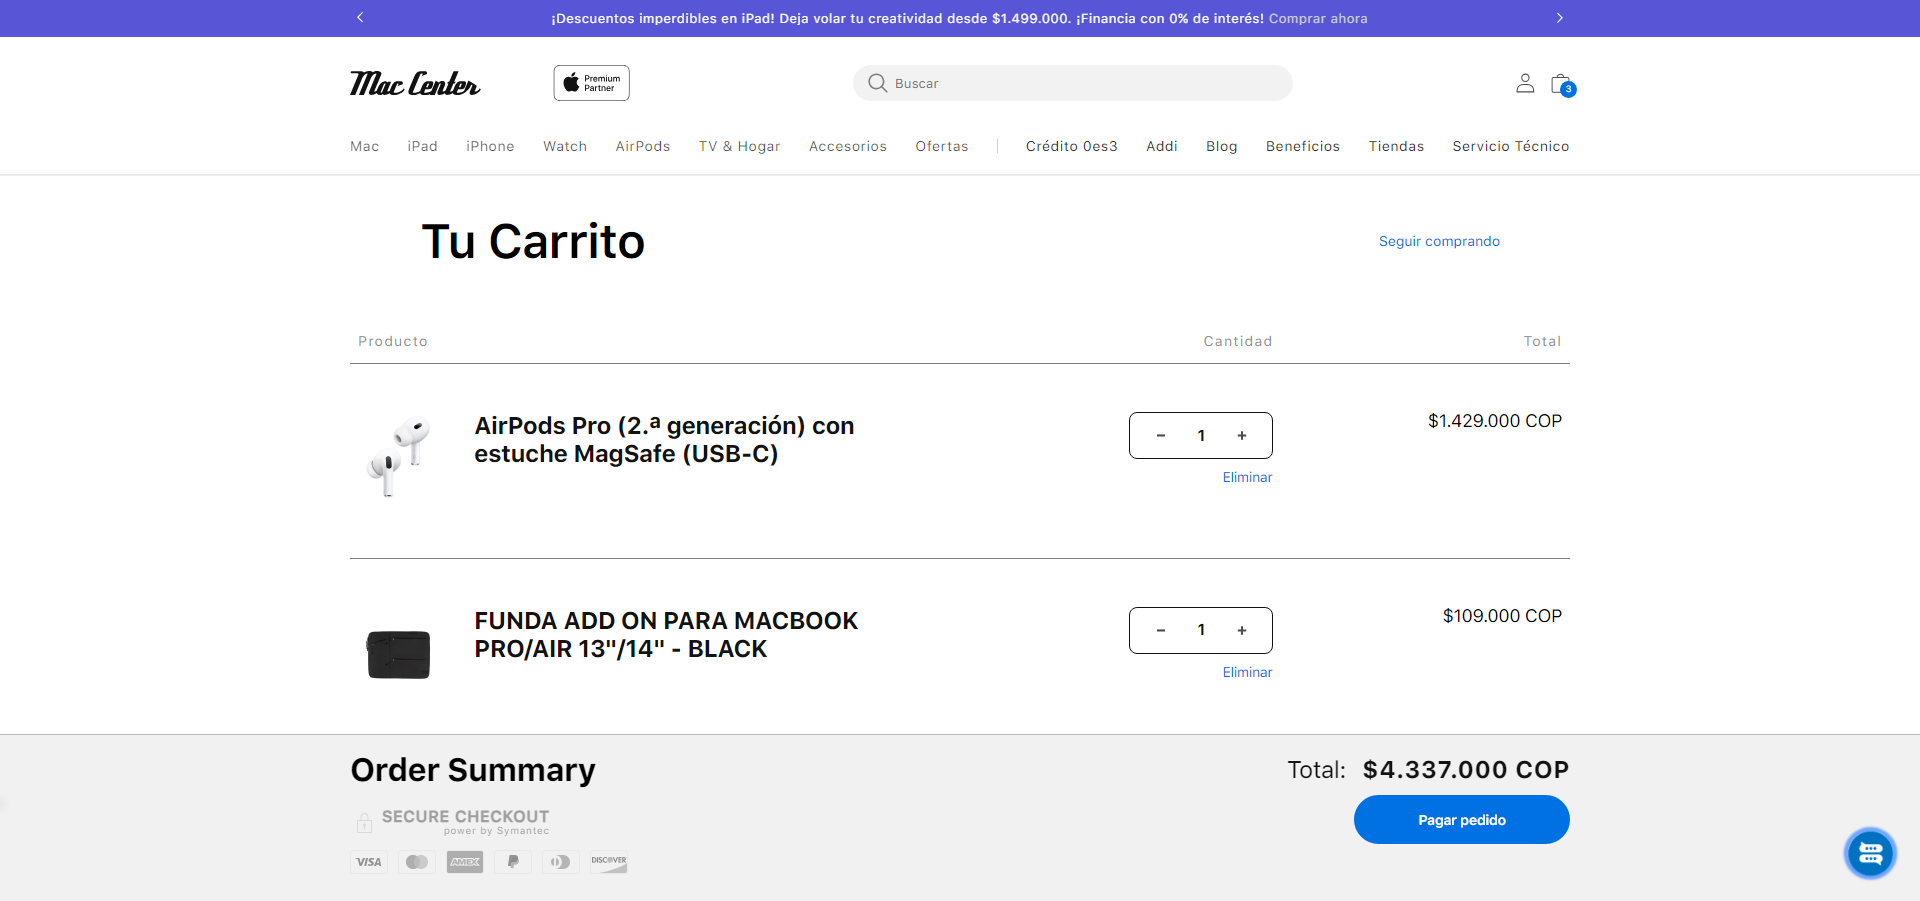 ¡Descuentos imperdibles en iPad! Deja volar tu creatividad desde $1.499.000. ¡Financia con 0% de interés! Comprar ahora
Mac Center
Premium
Partner
Buscar
3
Mac iPad iPhone Watch AirPods TV & Hogar Accesorios Ofertas Crédito 0es3 Addi Blog Beneficios Tiendas Servicio Técnico
Tu Carrito
Seguir comprando
Producto Cantidad Total
AirPods Pro (2.ª generación) con
estuche MagSafe (USB-C)
- 1 +
Eliminar
$1.429.000 COP
FUNDA ADD ON PARA MACBOOK
PRO/AIR 13"/14" - BLACK
- 1 +
Eliminar
$109.000 COP
Order Summary
Total: $4.337.000 COP
SECURE CHECKOUT
power by Symantec
Pagar pedido
VISA
AMEX
DISCOVER